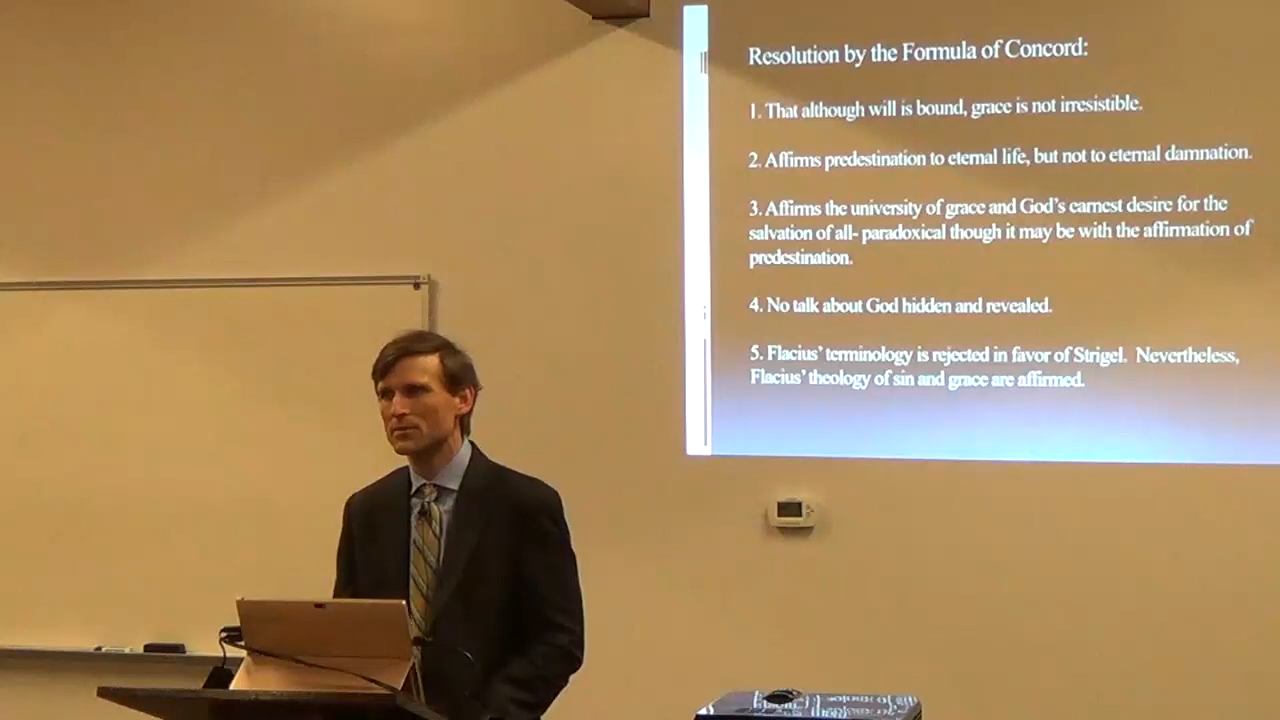 Resolution by the Formula of Concord:
1. That although will is bound, grace is not irresistible.
2. Affirms predestination to eternal life, but not to eternal damnation.
3. Affirms the university of grace and God's earnest desire for the
salvation of all- paradoxical though it may be with the affirmation of
predestination.
4. No talk about God hidden and revealed.
5. Flacius' terminology is rejected in favor of Strigel. Nevertheless,
Flacius' theology of sin and grace are affirmed.